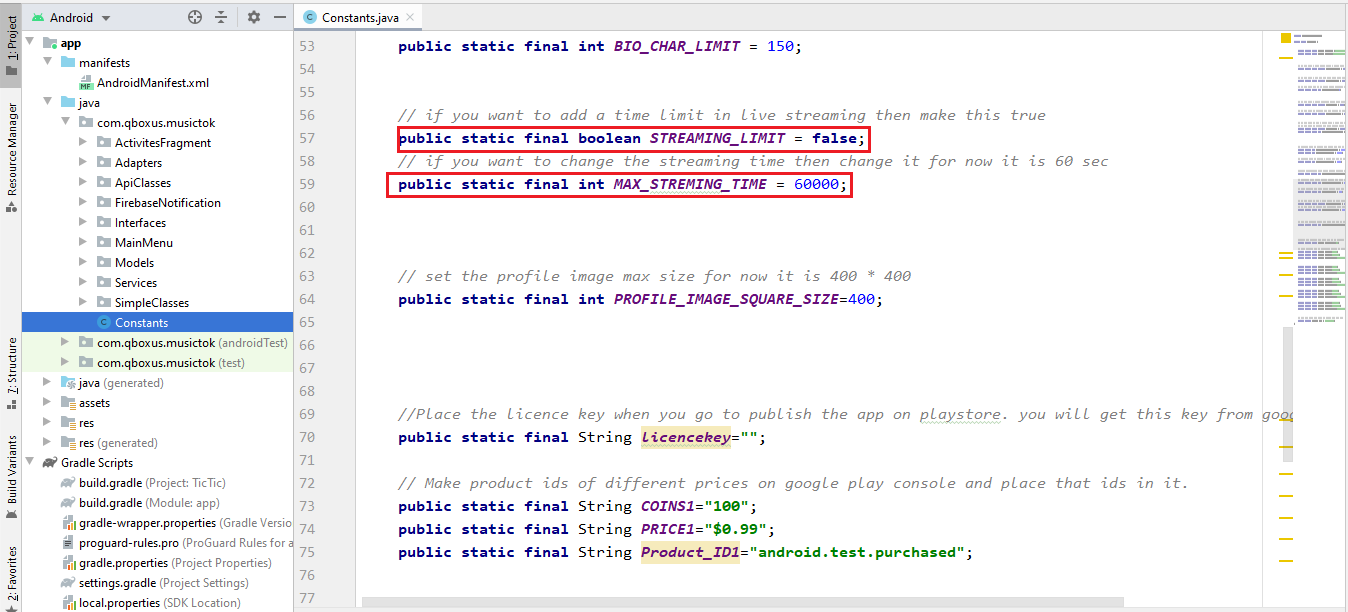 Android
Constants.java
1: Project
Resource Manager
7: Structure
Build Variants
2: Favorites
app
manifests
AndroidManifest.xml
java
com.qboxus.musictok
ActivitesFragment
Adapters
ApiClasses
FirebaseNotification
Interfaces
MainMenu
Models
Services
SimpleClasses
Constants
com.qboxus.musictok (androidTest)
com.qboxus.musictok (test)
java (generated)
assets
res
res (generated)
Gradle Scripts
build.gradle (Project: TicTic)
build.gradle (Module: app)
gradle-wrapper.properties (Gradle Versio
proguard-rules.pro (ProGuard Rules for a
gradle.properties (Project Properties)
settings.gradle (Project Settings)
local.properties (SDK Location)
53 public static final int BIO_CHAR_LIMIT = 150;
54
55
56 // if you want to add a time limit in live streaming then make this true
57 public static final boolean STREAMING_LIMIT = false;
58 // if you want to change the streaming time then change it for now it is 60 sec
59 public static final int MAX_STREMING_TIME = 60000;
60
61
62
63 // set the profile image max size for now it is 400 * 400
64 public static final int PROFILE_IMAGE_SQUARE_SIZE=400;
65
66
67
68
69 //Place the licence key when you go to publish the app on playstore. you will get this key from goog
70 public static final String licencekey="";
71
72 // Make product ids of different prices on google play console and place that ids in it.
73 public static final String COINS1="100";
74 public static final String PRICE1="$0.99";
75 public static final String Product_ID1="android.test.purchased";
76
77